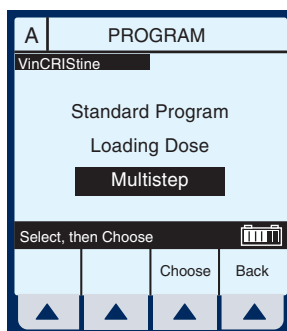 A PROGRAM
VinCRIStine
Standard Program
Loading Dose
Multistep
Select, then Choose
Choose Back